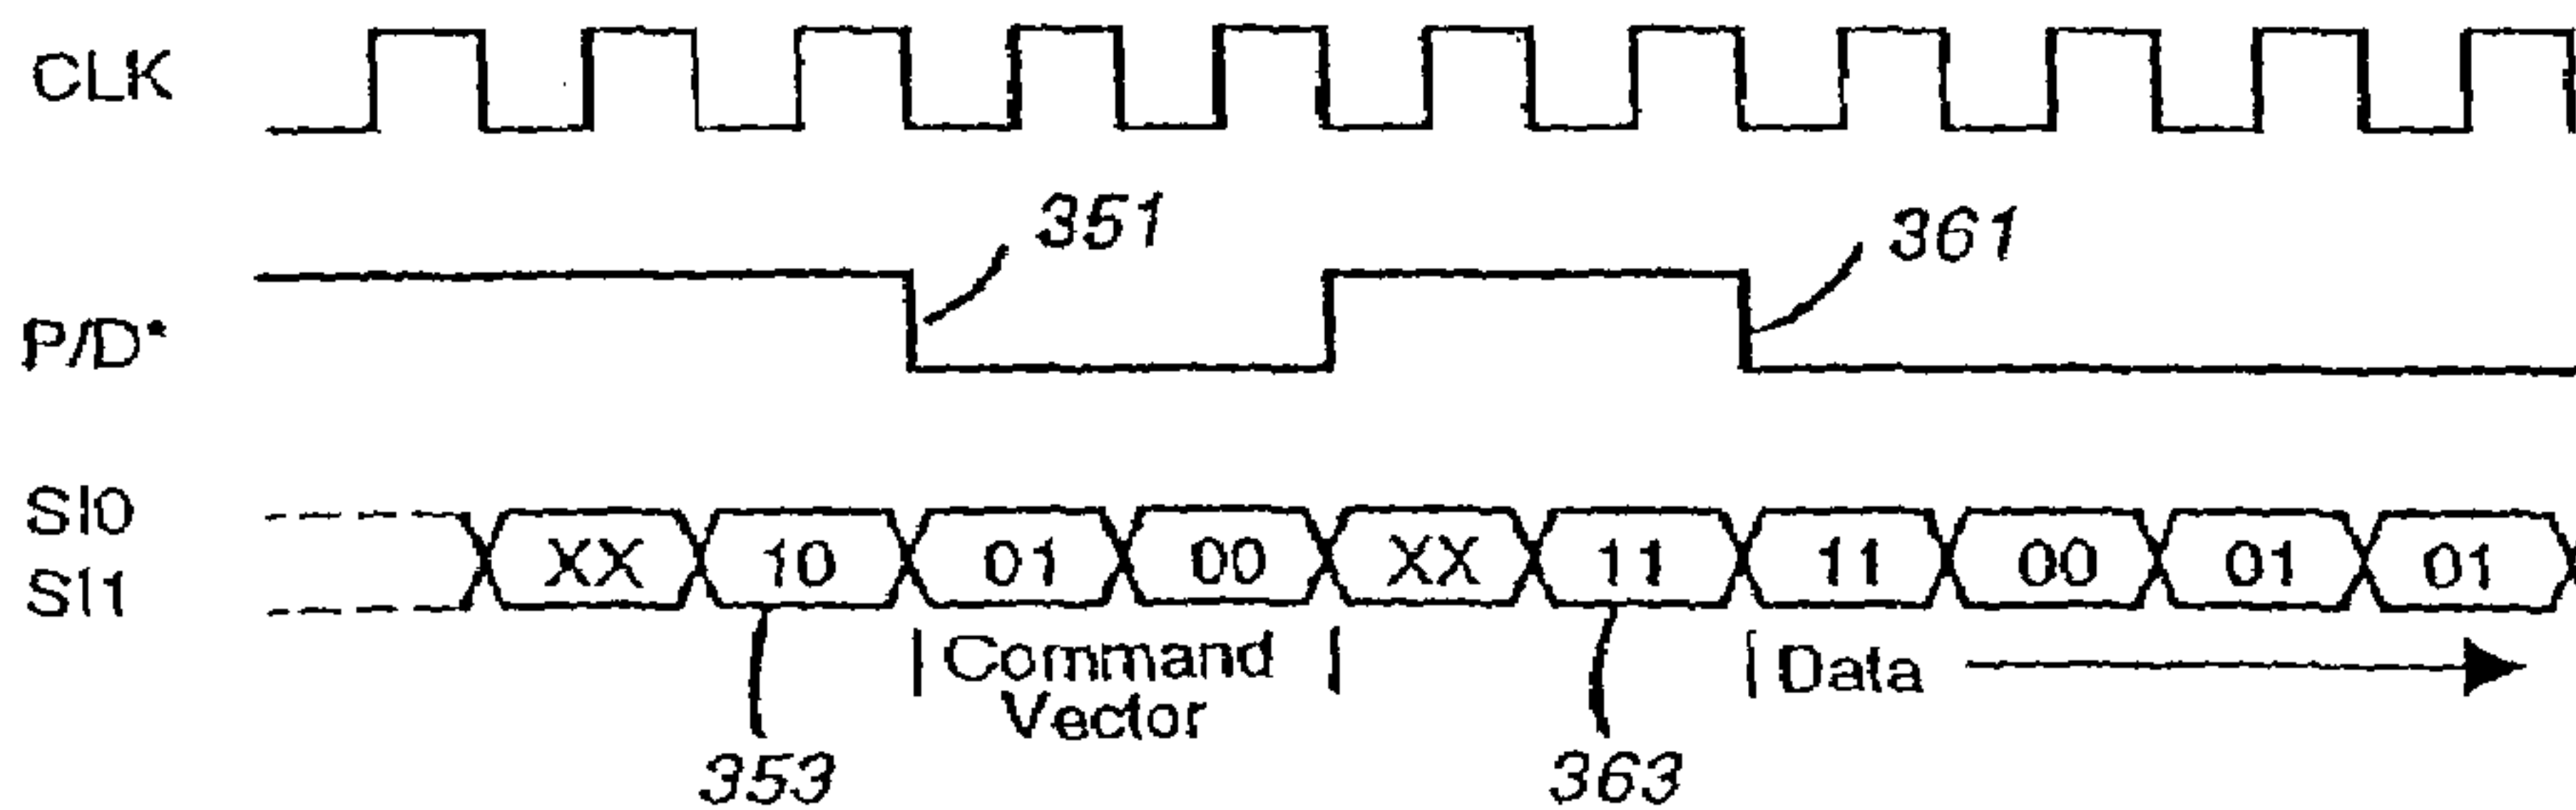 CLK
351
361
P/D*
SI0
SI1
XX 10 01 00 XX 11 11 00 01 01
Command
Vector
Data
353
363